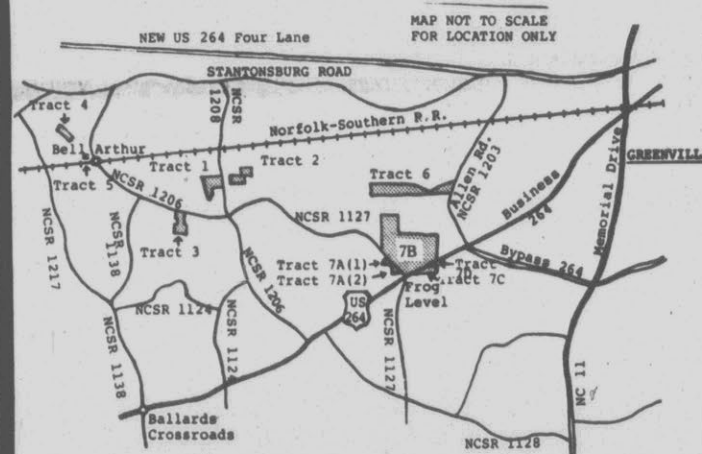 MAP NOT TO SCALE
FOR LOCATION ONLY
NEW US 264 Four Lane
STANTONSBURG ROAD
NCSR 1208
Tract 4
Norfolk-Southern R.R.
Bell Arthur
Tract 1
Tract 2
Tract 5
Tract 6
Allen Rd.
NCSR 1203
Business 264
Memorial Drive
GREENVILL
NCSR 1206
NCSR 1127
NCSR 1217
NCSR 1138
Tract 3
7B
Bypass 264
Tract 7A(1)
Tract 7A(2)
Tract
7D
Tract 7C
Frog
Level
NCSR 1206
US
264
NCSR 1124
NCSR 1124
NCSR 1138
NCSR 1127
NC 11
Ballards
Crossroads
NCSR 1128